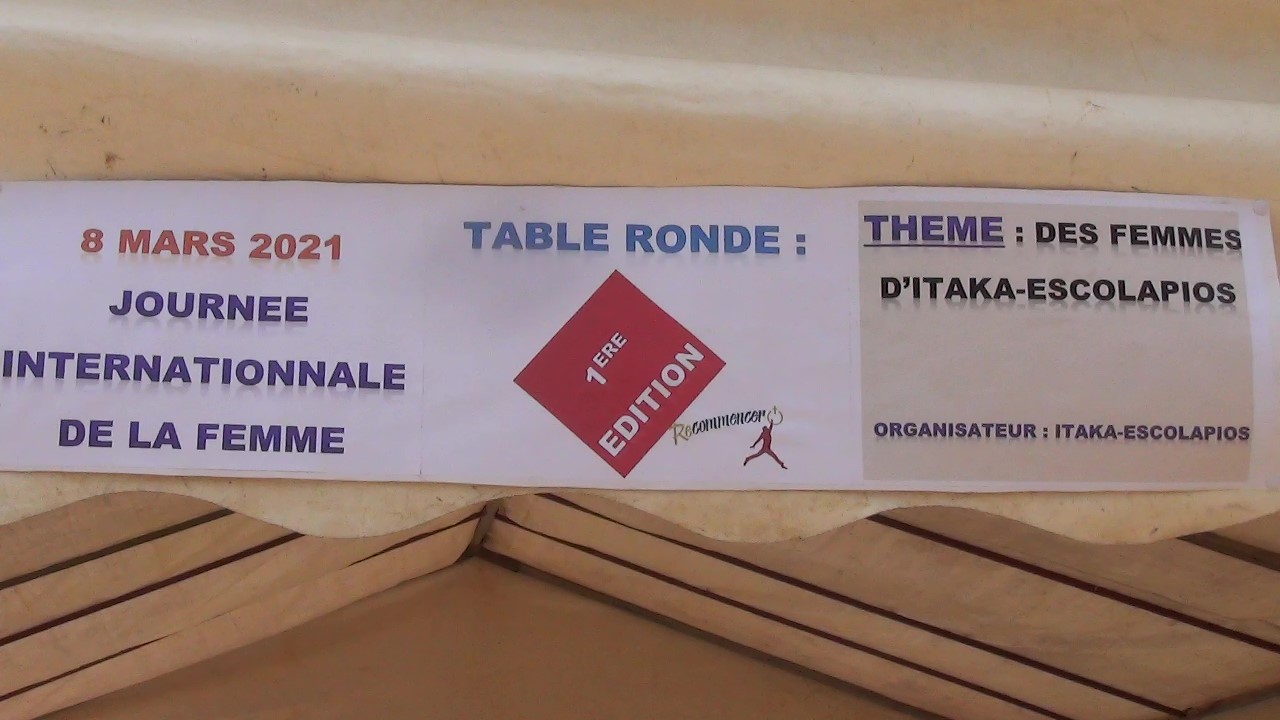 8 MARS 2021
JOURNEE
INTERNATIONNALE
DE LA FEMME
TABLE RONDE :
1ERE
EDITION
Recommencer
THEME : DES FEMMES
D'ITAKA-ESCOLAPIOS
ORGANISATEUR : ITAKA-ESCOLAPIOS